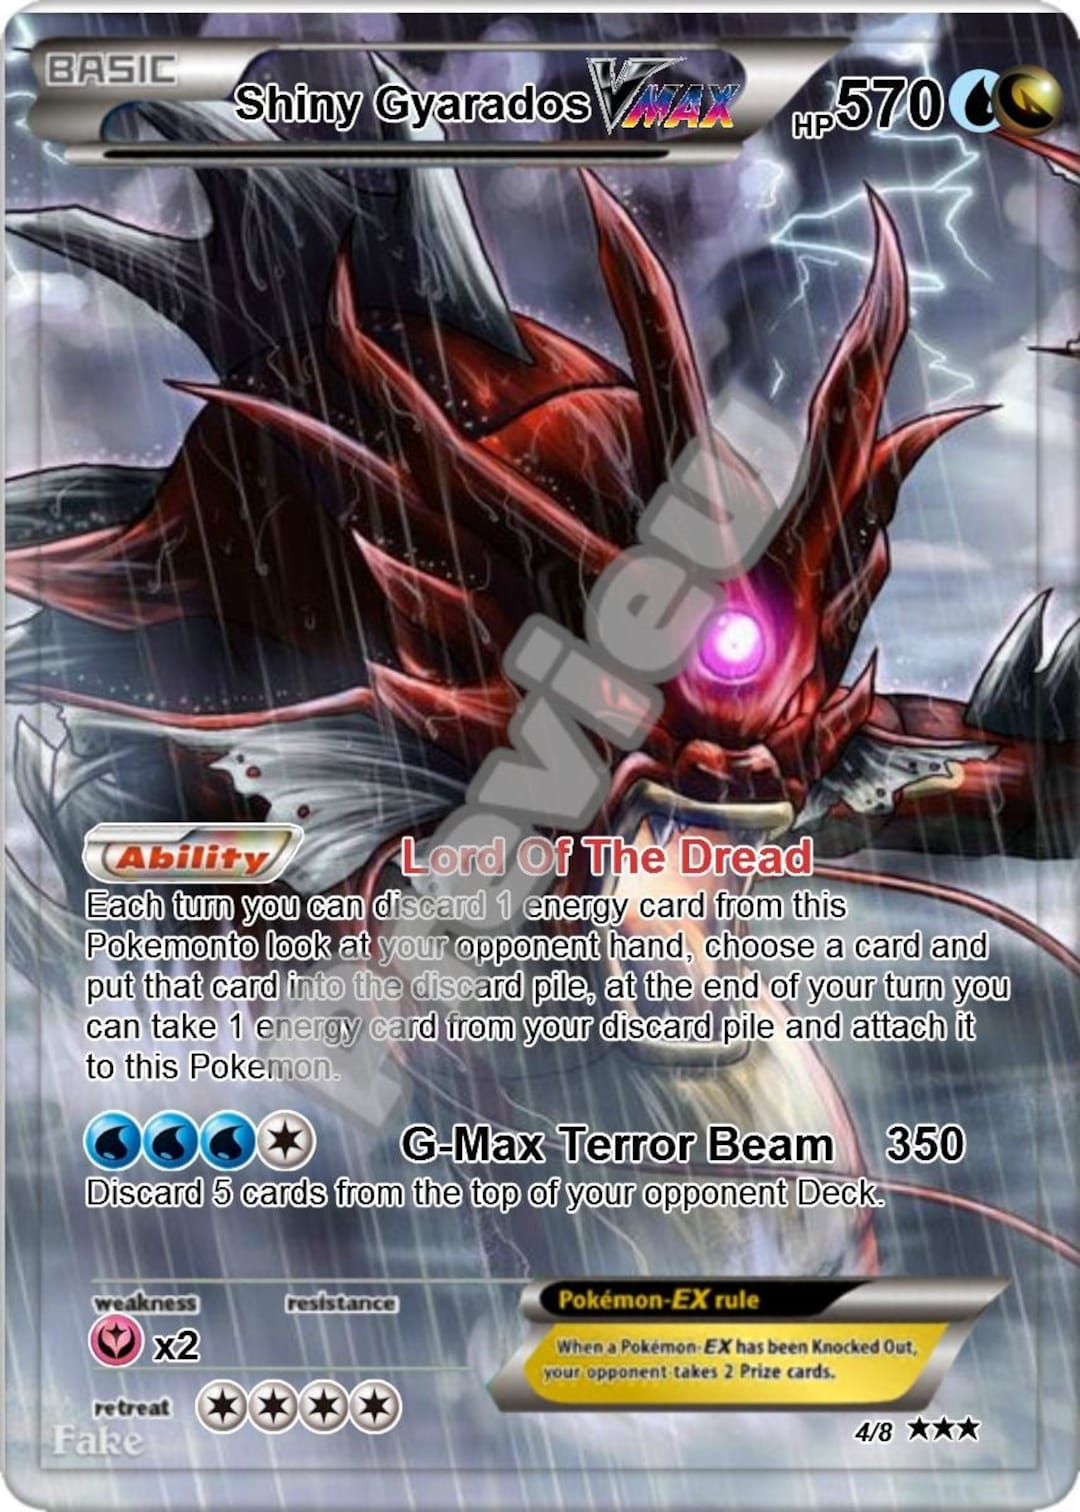 BASIC
Shiny Gyarados VMAX HP 570
Ability Lord Of The Dread
Each turn you can discard 1 energy card from this
Pokemonto look at your opponent hand, choose a card and
put that card into the discard pile, at the end of your turn you
can take 1 energy card from your discard pile and attach it
to this Pokemon.
Preview
G-Max Terror Beam 350
Discard 5 cards from the top of your opponent Deck.
weakness resistance
x2
Pokémon-EX rule
When a Pokémon-EX has been Knocked Out,
your opponent takes 2 Prize cards.
retreat
Fake
4/8 ★★★